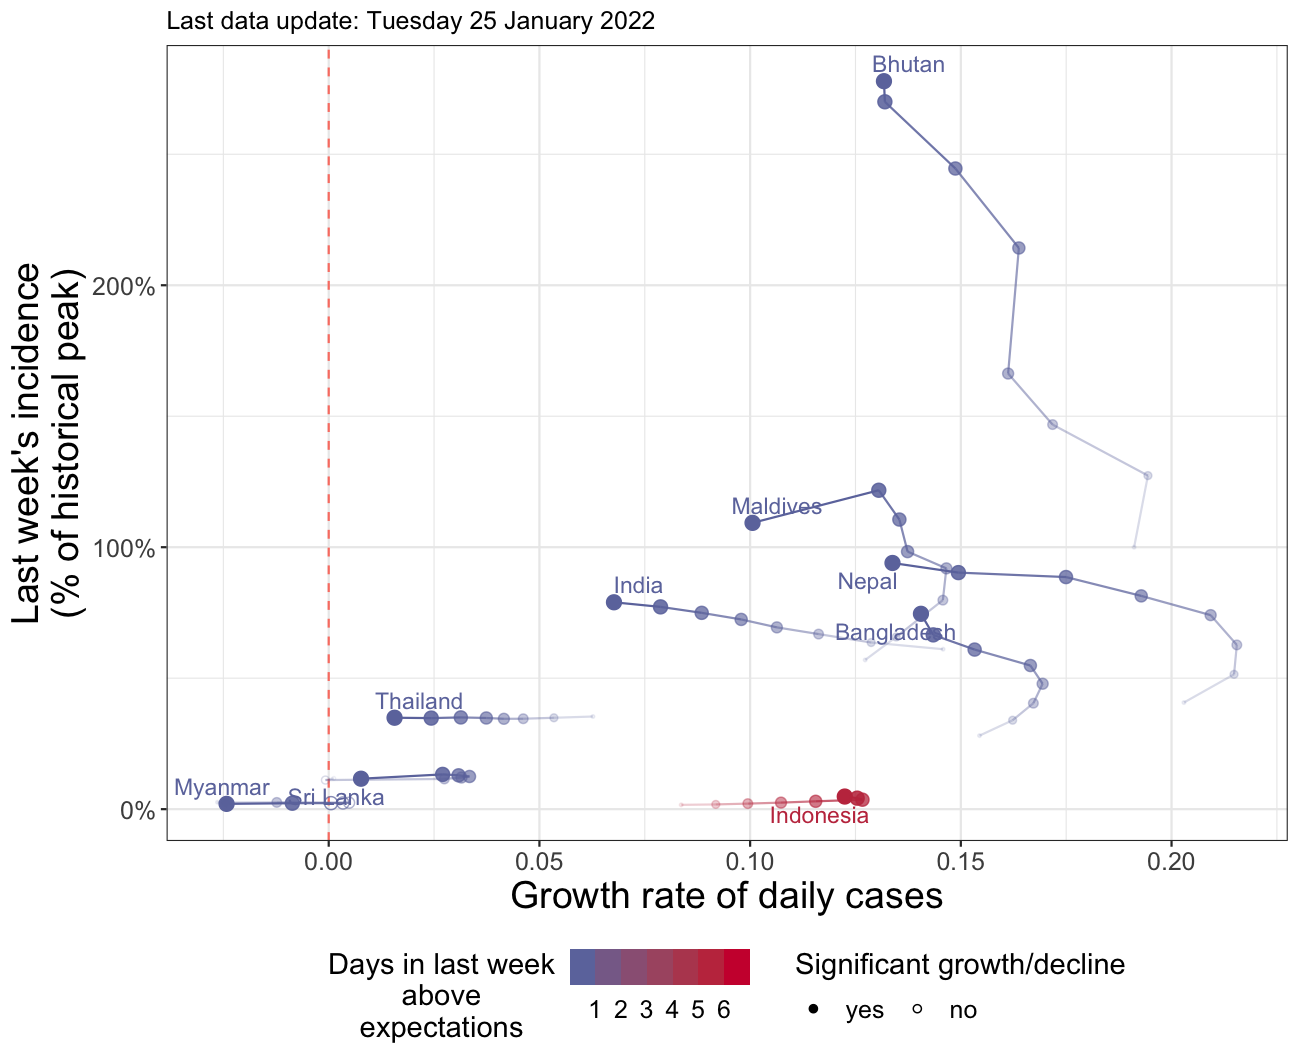 Last data update: Tuesday 25 January 2022
Bhutan
200%
Maldives
100%
Nepal
India
Bangladesh
Thailand
Myanmar
Sri Lanka
0%
Indonesia
0.00 0.05 0.10 0.15 0.20
Last week's incidence
(% of historical peak)
Growth rate of daily cases
Days in last week
above
expectations
1 2 3 4 5 6
Significant growth/decline
yes no